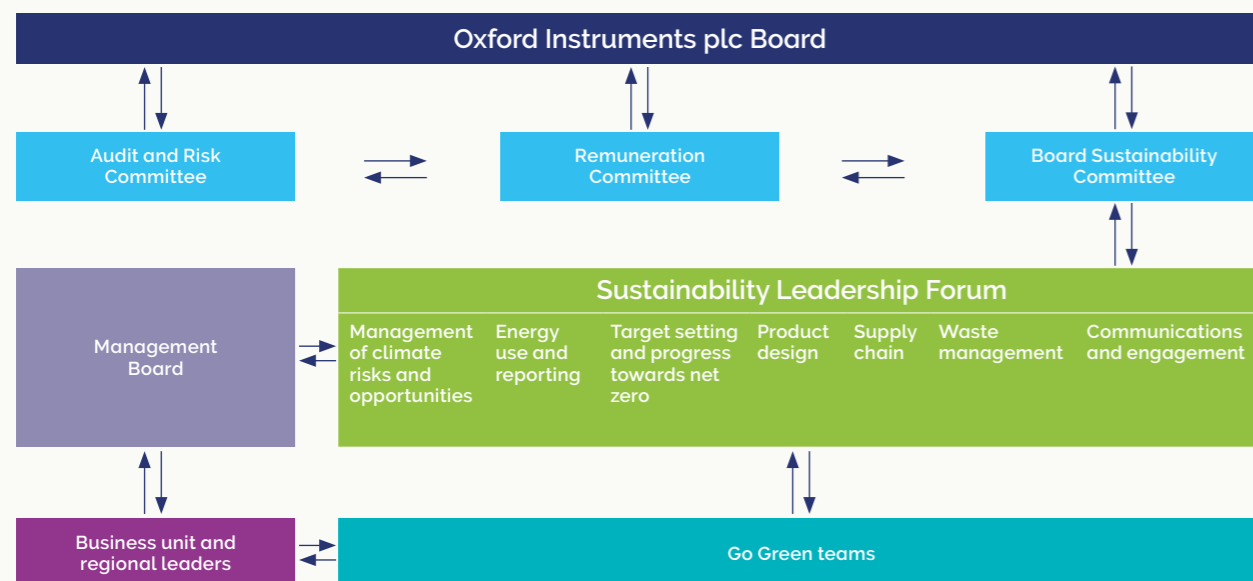 Oxford Instruments plc Board
Audit and Risk
Committee
Remuneration
Committee
Board Sustainability
Committee
Management
Board
Sustainability Leadership Forum
Management
of climate
risks and
opportunities
Energy
use and
reporting
Target setting
and progress
towards net
zero
Product
design
Supply
chain
Waste
management
Communications
and engagement
Business unit and
regional leaders
Go Green teams